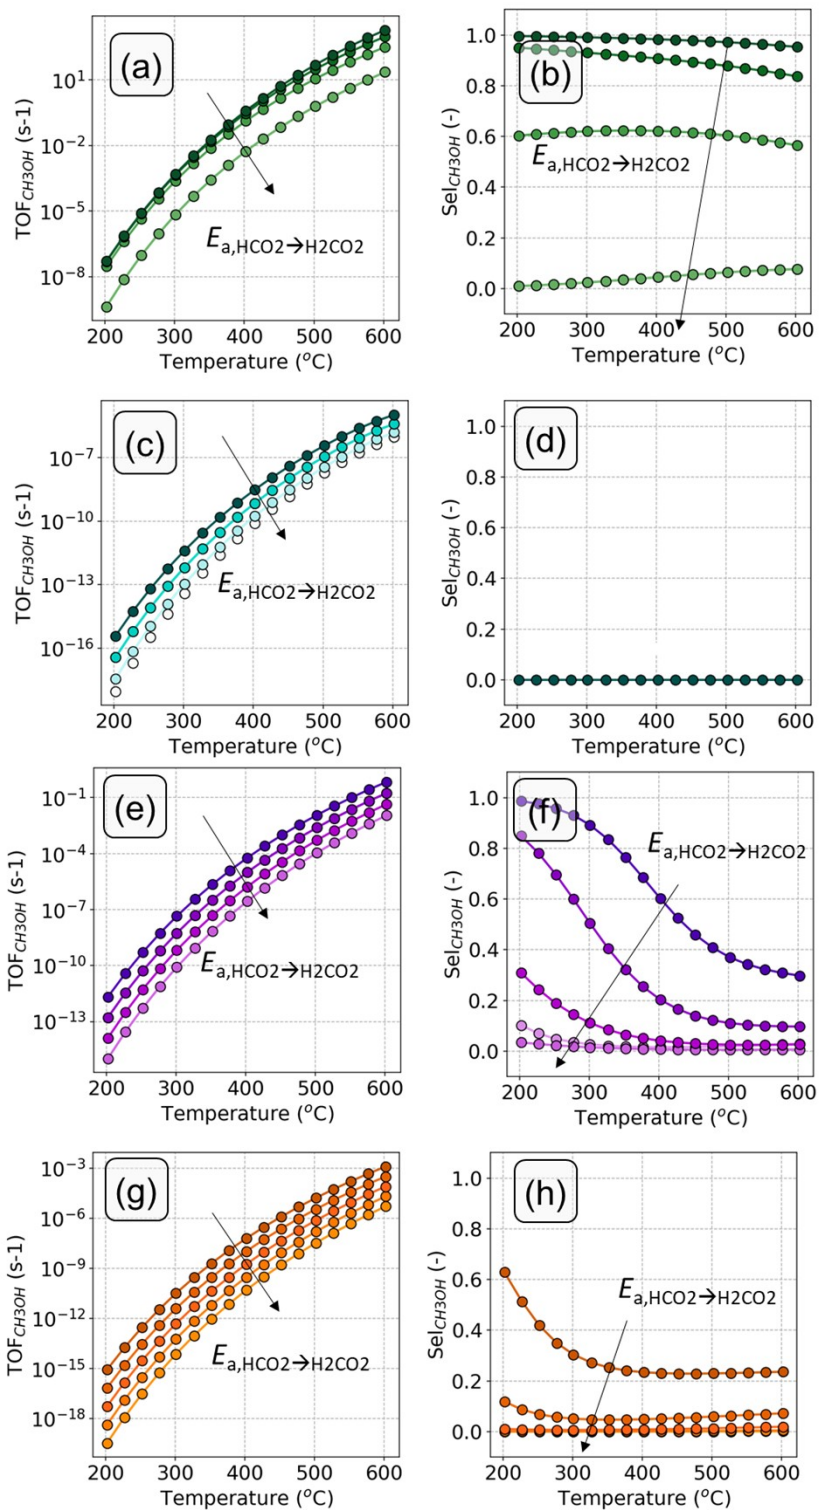 (a)
TOF_CH3OH (s-1)
10^1
10^-2
10^-5
10^-8
E_a,HCO2→H2CO2
200 300 400 500 600
Temperature (°C)
(b)
Sel_CH3OH (-)
1.0
0.8
0.6
0.4
0.2
0.0
E_a,HCO2→H2CO2
200 300 400 500 600
Temperature (°C)
(c)
TOF_CH3OH (s-1)
10^-7
10^-10
10^-13
10^-16
E_a,HCO2→H2CO2
200 300 400 500 600
Temperature (°C)
(d)
Sel_CH3OH (-)
1.0
0.8
0.6
0.4
0.2
0.0
200 300 400 500 600
Temperature (°C)
(e)
TOF_CH3OH (s-1)
10^-1
10^-4
10^-7
10^-10
10^-13
E_a,HCO2→H2CO2
200 300 400 500 600
Temperature (°C)
(f)
Sel_CH3OH (-)
1.0
0.8
0.6
0.4
0.2
0.0
E_a,HCO2→H2CO2
200 300 400 500 600
Temperature (°C)
(g)
TOF_CH3OH (s-1)
10^-3
10^-6
10^-9
10^-12
10^-15
10^-18
E_a,HCO2→H2CO2
200 300 400 500 600
Temperature (°C)
(h)
Sel_CH3OH (-)
1.0
0.8
0.6
0.4
0.2
0.0
E_a,HCO2→H2CO2
200 300 400 500 600
Temperature (°C)